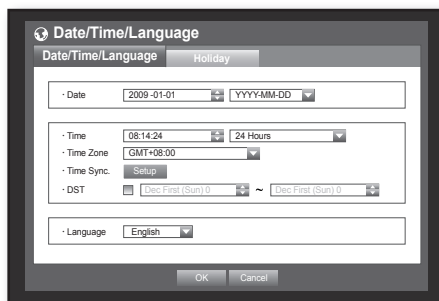 Date/Time/Language
Date/Time/Language Holiday
· Date 2009 -01-01 YYYY-MM-DD
· Time 08:14:24 24 Hours
· Time Zone GMT+08:00
· Time Sync. Setup
· DST Dec First (Sun) 0 ~ Dec First (Sun) 0
· Language English
OK Cancel